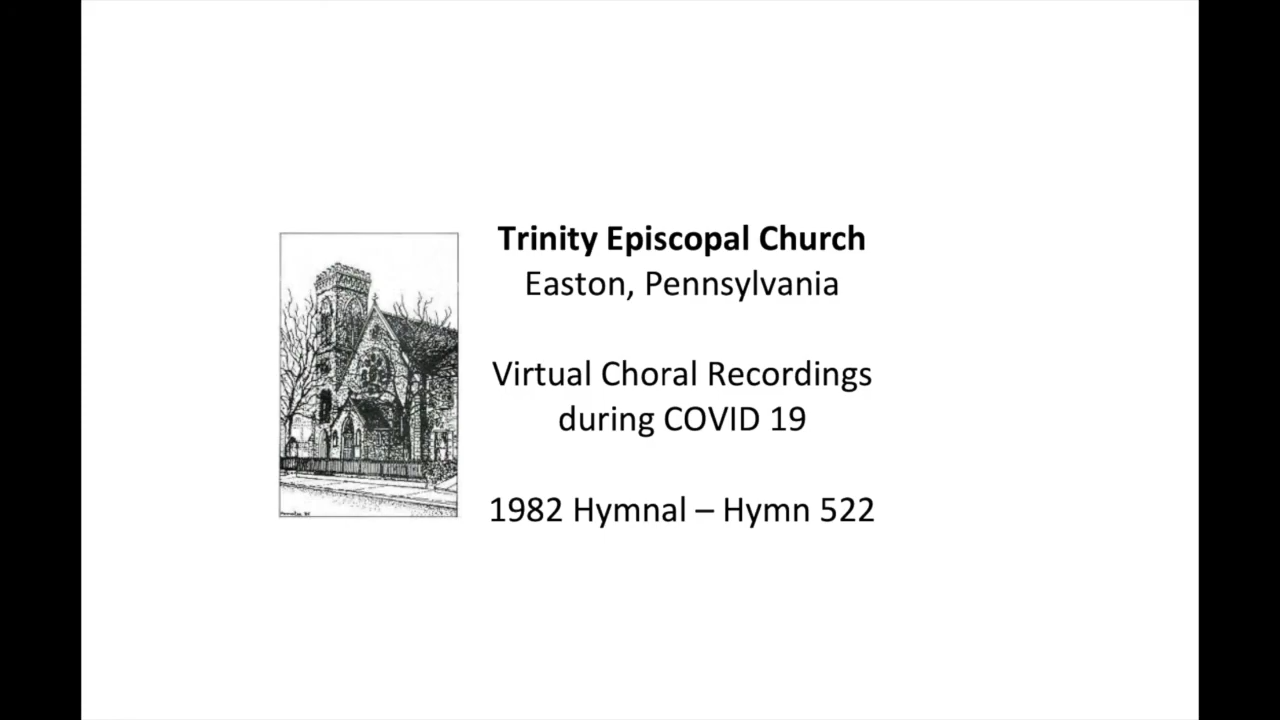 Trinity Episcopal Church
Easton, Pennsylvania
Virtual Choral Recordings
during COVID 19
1982 Hymnal – Hymn 522